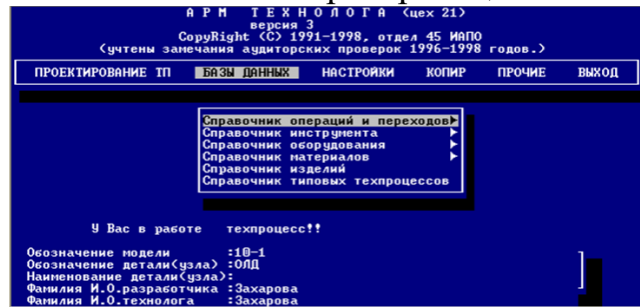 А Р М   Т Е Х Н О Л О Г А   (цех 21)
версия 3
CopyRight (C) 1991-1998, отдел 45 ИАПО
(учтены замечания аудиторских проверок 1996-1998 годов.)
ПРОЕКТИРОВАНИЕ ТП   БАЗЫ ДАННЫХ   НАСТРОЙКИ   КОПИР   ПРОЧИЕ   ВЫХОД
Справочник операций и переходов►
Справочник инструмента ►
Справочник оборудования ►
Справочник материалов ►
Справочник изделий
Справочник типовых техпроцессов
У Вас в работе   техпроцесс!!
Обозначение модели :10-1
Обозначение детали(узла) :ОЛД
Наименование детали(узла):
Фамилия И.О.разработчика :Захарова
Фамилия И.О.технолога :Захарова